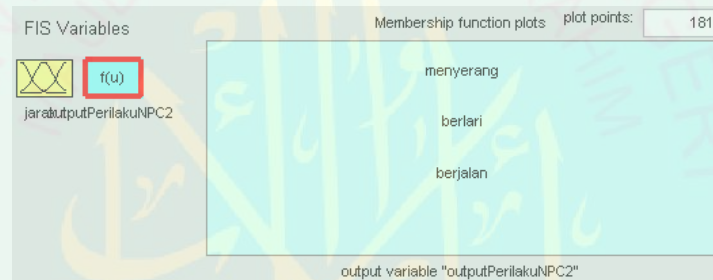 FIS Variables
Membership function plots plot points: 181
f(u)
menyerang
jarak outputPerilakuNPC2
berlari
berjalan
output variable "outputPerilakuNPC2"